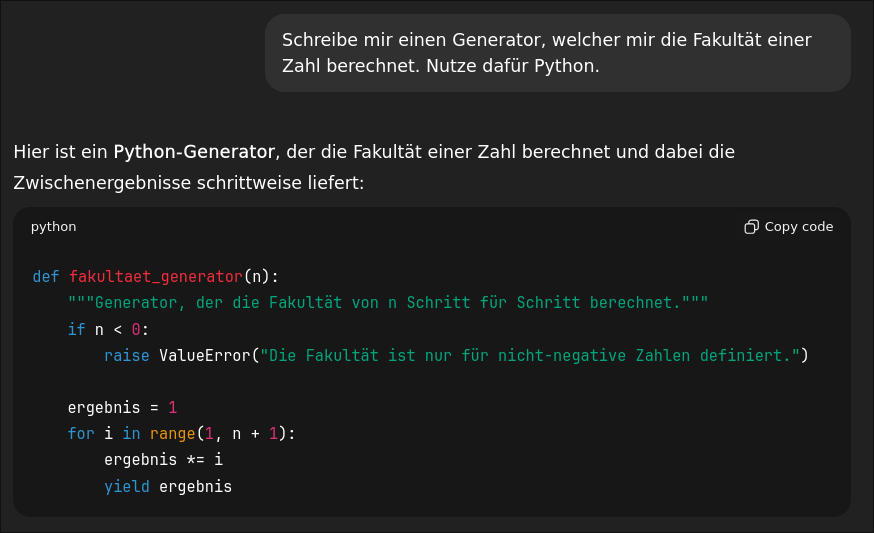 Schreibe mir einen Generator, welcher mir die Fakultät einer
Zahl berechnet. Nutze dafür Python.
Hier ist ein Python-Generator, der die Fakultät einer Zahl berechnet und dabei die
Zwischenergebnisse schrittweise liefert:
python
Copy code
def fakultaet_generator(n):
    """Generator, der die Fakultät von n Schritt für Schritt berechnet."""
    if n < 0:
        raise ValueError("Die Fakultät ist nur für nicht-negative Zahlen definiert.")
    ergebnis = 1
    for i in range(1, n + 1):
        ergebnis *= i
        yield ergebnis